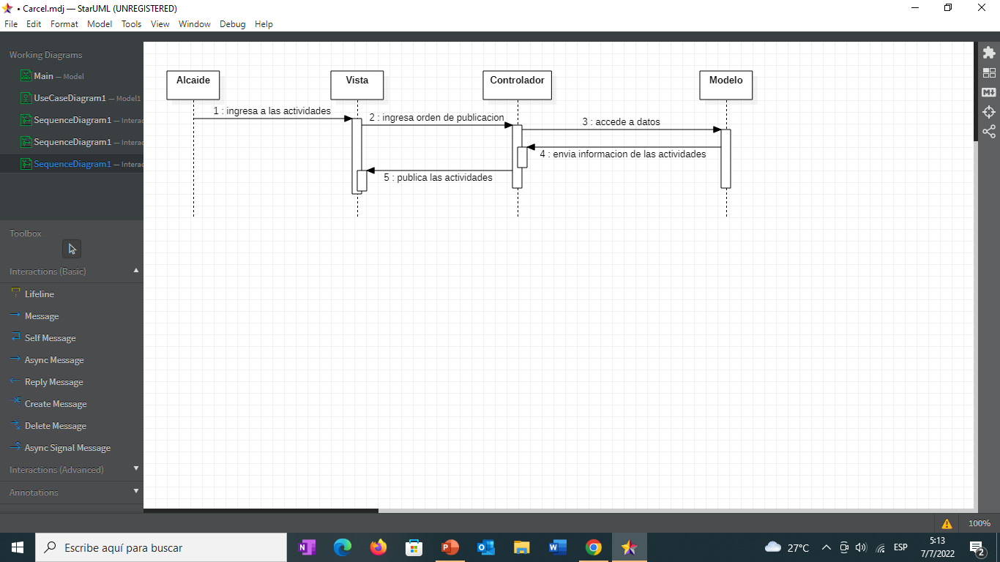 • Carcel.mdj — StarUML (UNREGISTERED)
File Edit Format Model Tools View Window Debug Help
Working Diagrams
Main — Model
UseCaseDiagram1 — Model1
SequenceDiagram1 — Interac
SequenceDiagram1 — Interac
SequenceDiagram1 — Interac
Toolbox
Interactions (Basic)
Lifeline
Message
Self Message
Async Message
Reply Message
Create Message
Delete Message
Async Signal Message
Interactions (Advanced)
Annotations
Alcaide
Vista
Controlador
Modelo
1 : ingresa a las actividades
2 : ingresa orden de publicacion
3 : accede a datos
4 : envia informacion de las actividades
5 : publica las actividades
M
100%
Escribe aquí para buscar
N
P
O
W
27°C
ESP
5:13
7/7/2022
2